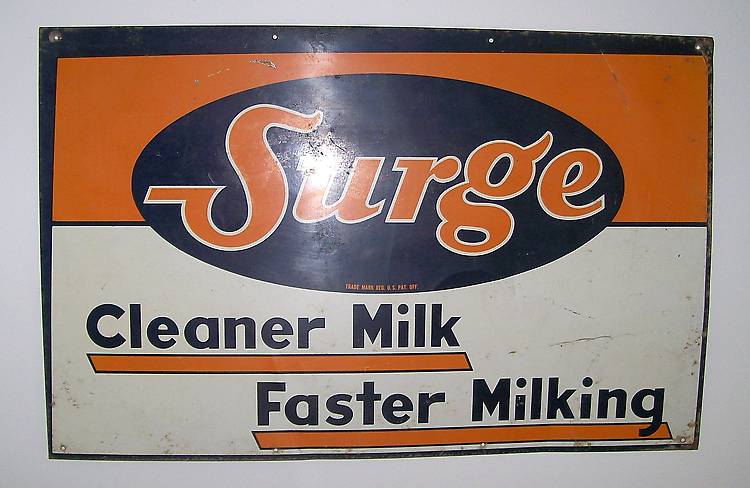 Surge
TRADE MARK REG. U.S. PAT. OFF.
Cleaner Milk
Faster Milking